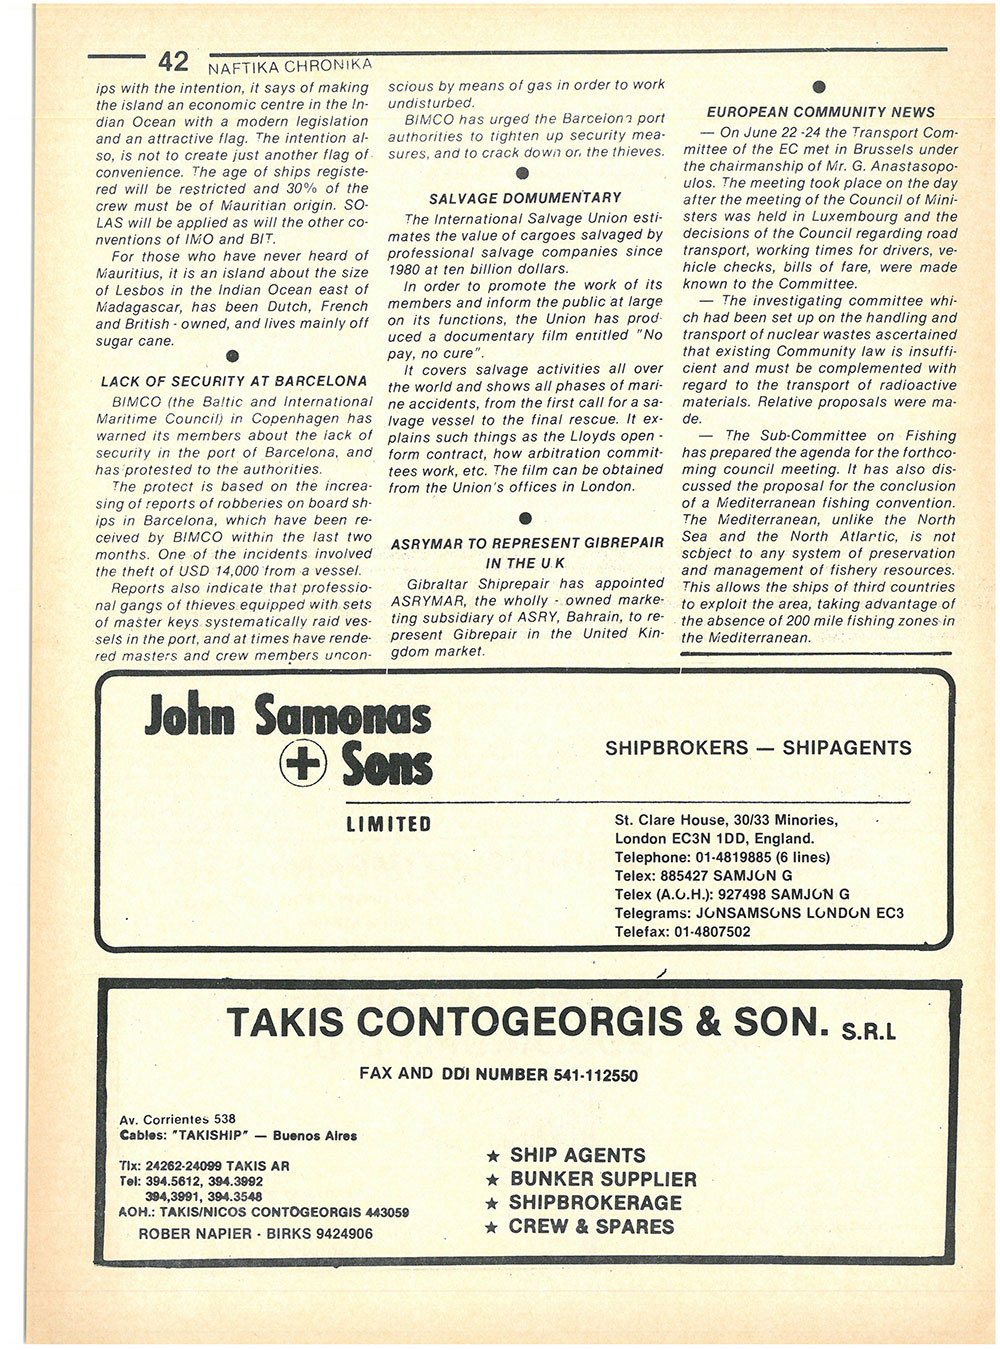 42 NAFTIKA CHRONIKA
ips with the intention, it says of making
the island an economic centre in the In-
dian Ocean with a modern legislation
and an attractive flag. The intention al-
so, is not to create just another flag of
convenience. The age of ships registe-
red will be restricted and 30% of the
crew must be of Mauritian origin. SO-
LAS will be applied as will the other co-
nventions of IMO and BIT.
For those who have never heard of
Mauritius, it is an island about the size
of Lesbos in the Indian Ocean east of
Madagascar, has been Dutch, French
and British - owned, and lives mainly off
sugar cane.
LACK OF SECURITY AT BARCELONA
BIMCO (the Baltic and International
Maritime Council) in Copenhagen has
warned its members about the lack of
security in the port of Barcelona, and
has protested to the authorities.
The protect is based on the increa-
sing of reports of robberies on board sh-
ips in Barcelona, which have been re-
ceived by BIMCO within the last two
months. One of the incidents involved
the theft of USD 14,000 from a vessel.
Reports also indicate that professio-
nal gangs of thieves equipped with sets
of master keys systematically raid ves-
sels in the port, and at times have rende-
red masters and crew members uncon-
scious by means of gas in order to work
undisturbed.
BIMCO has urged the Barcelona port
authorities to tighten up security mea-
sures, and to crack down on the thieves.
SALVAGE DOMUMENTARY
The International Salvage Union esti-
mates the value of cargoes salvaged by
professional salvage companies since
1980 at ten billion dollars.
In order to promote the work of its
members and inform the public at large
on its functions, the Union has prod-
uced a documentary film entitled "No
pay, no cure".
It covers salvage activities all over
the world and shows all phases of mari-
ne accidents, from the first call for a sa-
lvage vessel to the final rescue. It ex-
plains such things as the Lloyds open -
form contract, how arbitration commit-
tees work, etc. The film can be obtained
from the Union's offices in London.
ASRYMAR TO REPRESENT GIBREPAIR
IN THE U K
Gibraltar Shiprepair has appointed
ASRYMAR, the wholly - owned marke-
ting subsidiary of ASRY, Bahrain, to re-
present Gibrepair in the United Kin-
gdom market.
EUROPEAN COMMUNITY NEWS
— On June 22 -24 the Transport Com-
mittee of the EC met in Brussels under
the chairmanship of Mr. G. Anastasopo-
ulos. The meeting took place on the day
after the meeting of the Council of Mini-
sters was held in Luxembourg and the
decisions of the Council regarding road
transport, working times for drivers, ve-
hicle checks, bills of fare, were made
known to the Committee.
— The investigating committee whi-
ch had been set up on the handling and
transport of nuclear wastes ascertained
that existing Community law is insuffi-
cient and must be complemented with
regard to the transport of radioactive
materials. Relative proposals were ma-
de.
— The Sub-Committee on Fishing
has prepared the agenda for the forthco-
ming council meeting. It has also dis-
cussed the proposal for the conclusion
of a Mediterranean fishing convention.
The Mediterranean, unlike the North
Sea and the North Atlantic, is not
scbject to any system of preservation
and management of fishery resources.
This allows the ships of third countries
to exploit the area, taking advantage of
the absence of 200 mile fishing zones in
the Mediterranean.
John Samonas
+ Sons
LIMITED
SHIPBROKERS — SHIPAGENTS
St. Clare House, 30/33 Minories,
London EC3N 1DD, England.
Telephone: 01-4819885 (6 lines)
Telex: 885427 SAMJON G
Telex (A.O.H.): 927498 SAMJON G
Telegrams: JONSAMSONS LONDON EC3
Telefax: 01-4807502
TAKIS CONTOGEORGIS & SON. S.R.L
FAX AND DDI NUMBER 541-112550
Av. Corrientes 538
Cables: "TAKISHIP" — Buenos Aires
Tlx: 24262-24099 TAKIS AR
Tel: 394.5612, 394.3992
394,3991, 394.3548
AOH.: TAKIS/NICOS CONTOGEORGIS 443059
ROBER NAPIER - BIRKS 9424906
★ SHIP AGENTS
★ BUNKER SUPPLIER
★ SHIPBROKERAGE
★ CREW & SPARES